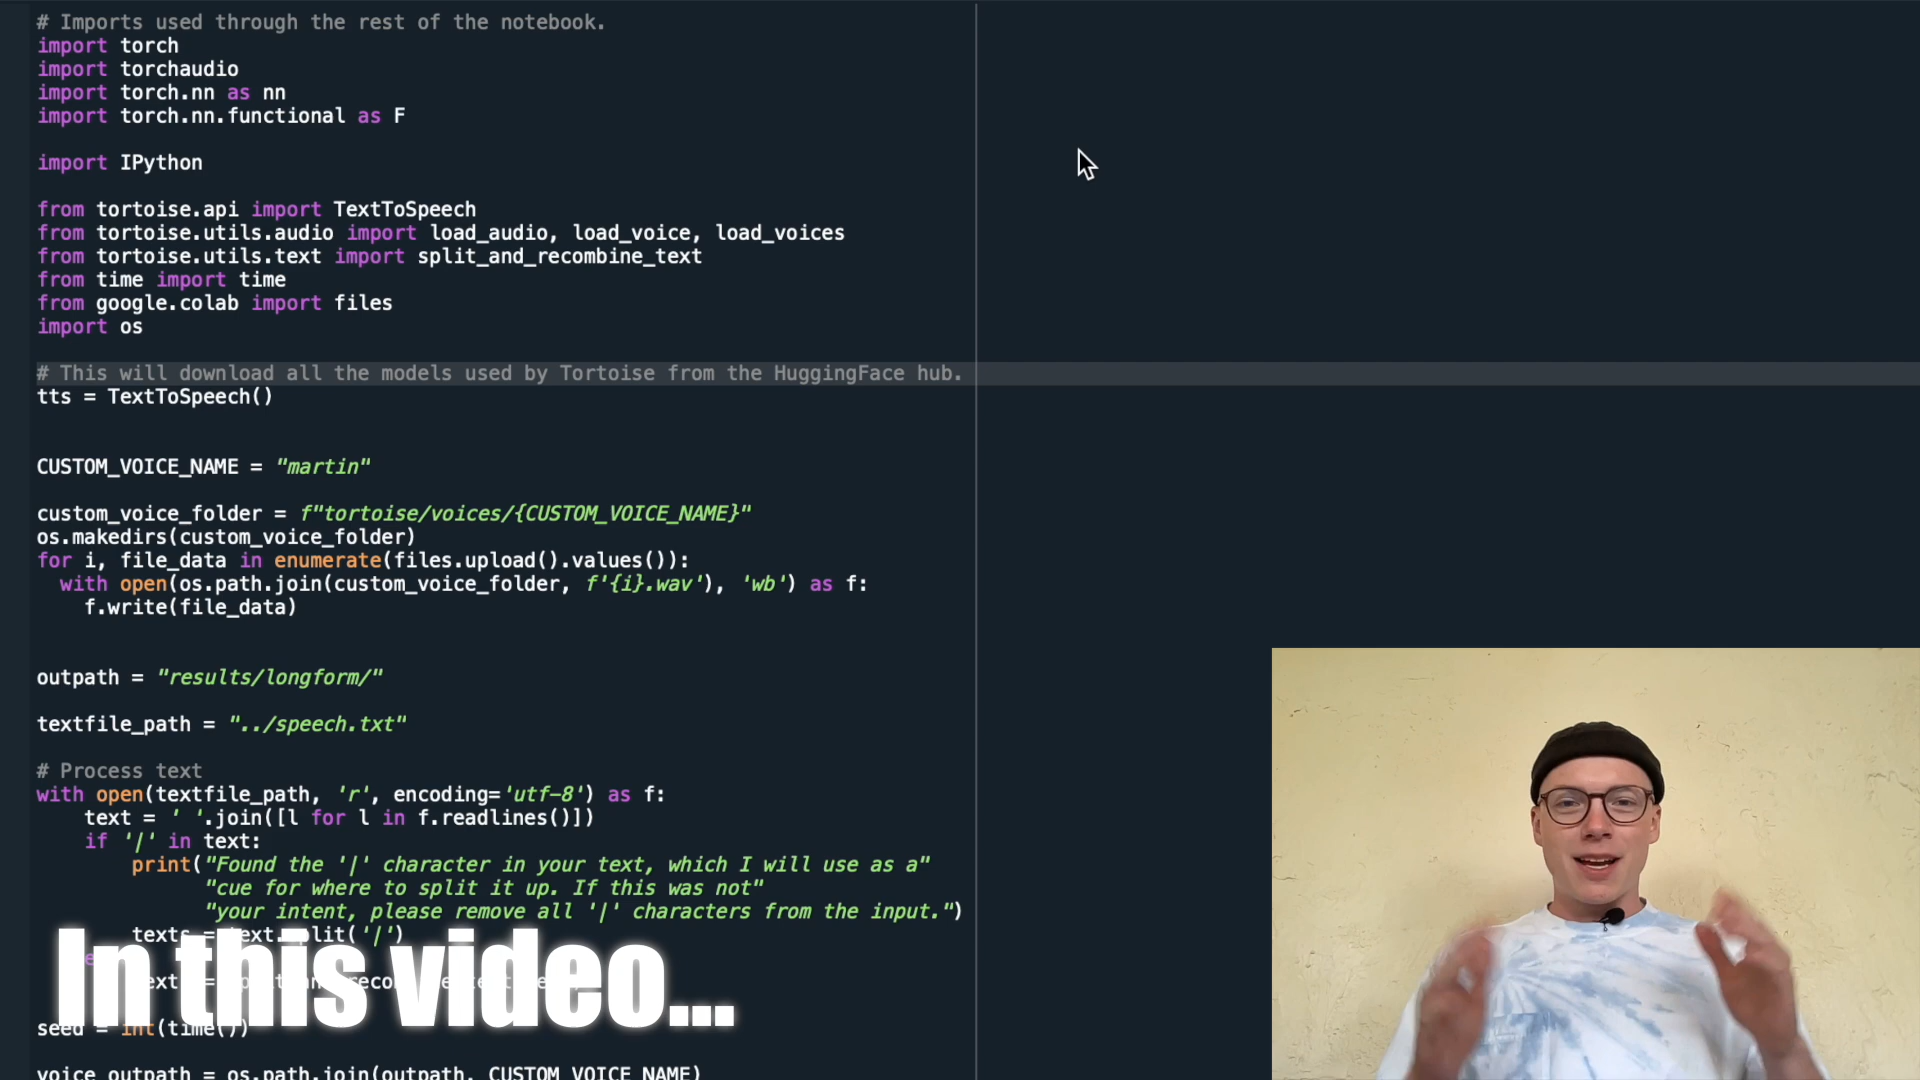 # Imports used through the rest of the notebook.
import torch
import torchaudio
import torch.nn as nn
import torch.nn.functional as F
import IPython
from tortoise.api import TextToSpeech
from tortoise.utils.audio import load_audio, load_voice, load_voices
from tortoise.utils.text import split_and_recombine_text
from time import time
from google.colab import files
import os
# This will download all the models used by Tortoise from the HuggingFace hub.
tts = TextToSpeech()
CUSTOM_VOICE_NAME = "martin"
custom_voice_folder = f"tortoise/voices/{CUSTOM_VOICE_NAME}"
os.makedirs(custom_voice_folder)
for i, file_data in enumerate(files.upload().values()):
  with open(os.path.join(custom_voice_folder, f'{i}.wav'), 'wb') as f:
    f.write(file_data)
outpath = "results/longform/"
textfile_path = "../speech.txt"
# Process text
with open(textfile_path, 'r', encoding='utf-8') as f:
    text = ' '.join([l for l in f.readlines()])
    if '|' in text:
        print("Found the '|' character in your text, which I will use as a"
              "cue for where to split it up. If this was not"
              "your intent, please remove all '|' characters from the input.")
        texts = text.split('|')
In this video...
seed = int(time())
voice_outpath = os.path.join(outpath, CUSTOM_VOICE_NAME)